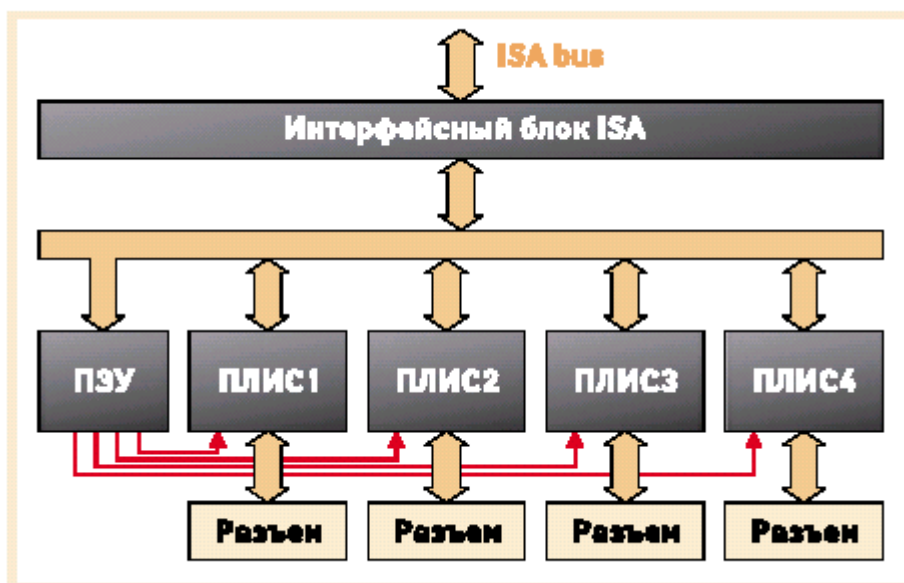 ISA bus
Интерфейсный блок ISA
ПЗУ
ПЛИС1
ПЛИС2
ПЛИС3
ПЛИС4
Разъем
Разъем
Разъем
Разъем